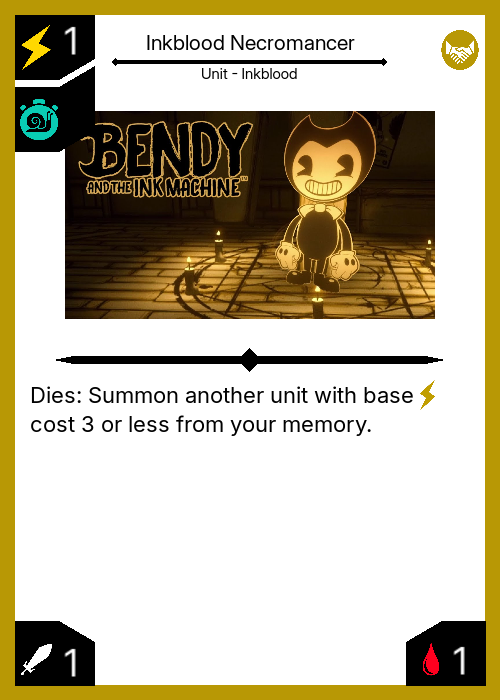 1
Inkblood Necromancer
Unit - Inkblood
BENDY
AND THE INK MACHINE™
Dies: Summon another unit with base
cost 3 or less from your memory.
1
1